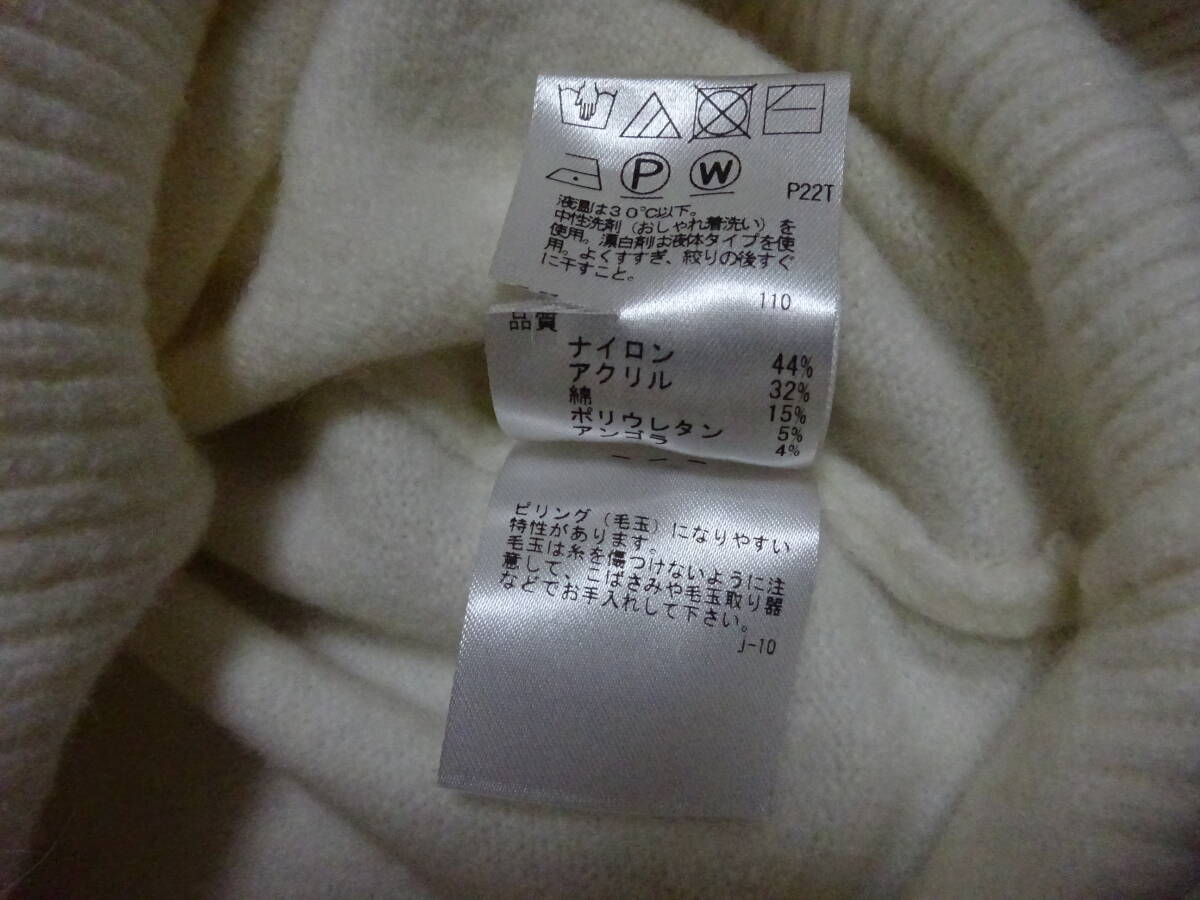 P W P22T
液温は30℃以下。
中性洗剤(おしゃれ着洗い)を
使用。漂白剤は液体タイプを使
用。よくすすぎ、絞りの後すぐ
に干すこと。
110
品質
ナイロン 44%
アクリル 32%
綿 15%
ポリウレタン 5%
アンゴラ 4%
ピリング(毛玉)になりやすい
特性があります。
毛玉は糸を傷つけないように注
意して、こばさみや毛玉取り器
などでお手入れして下さい。
J-10